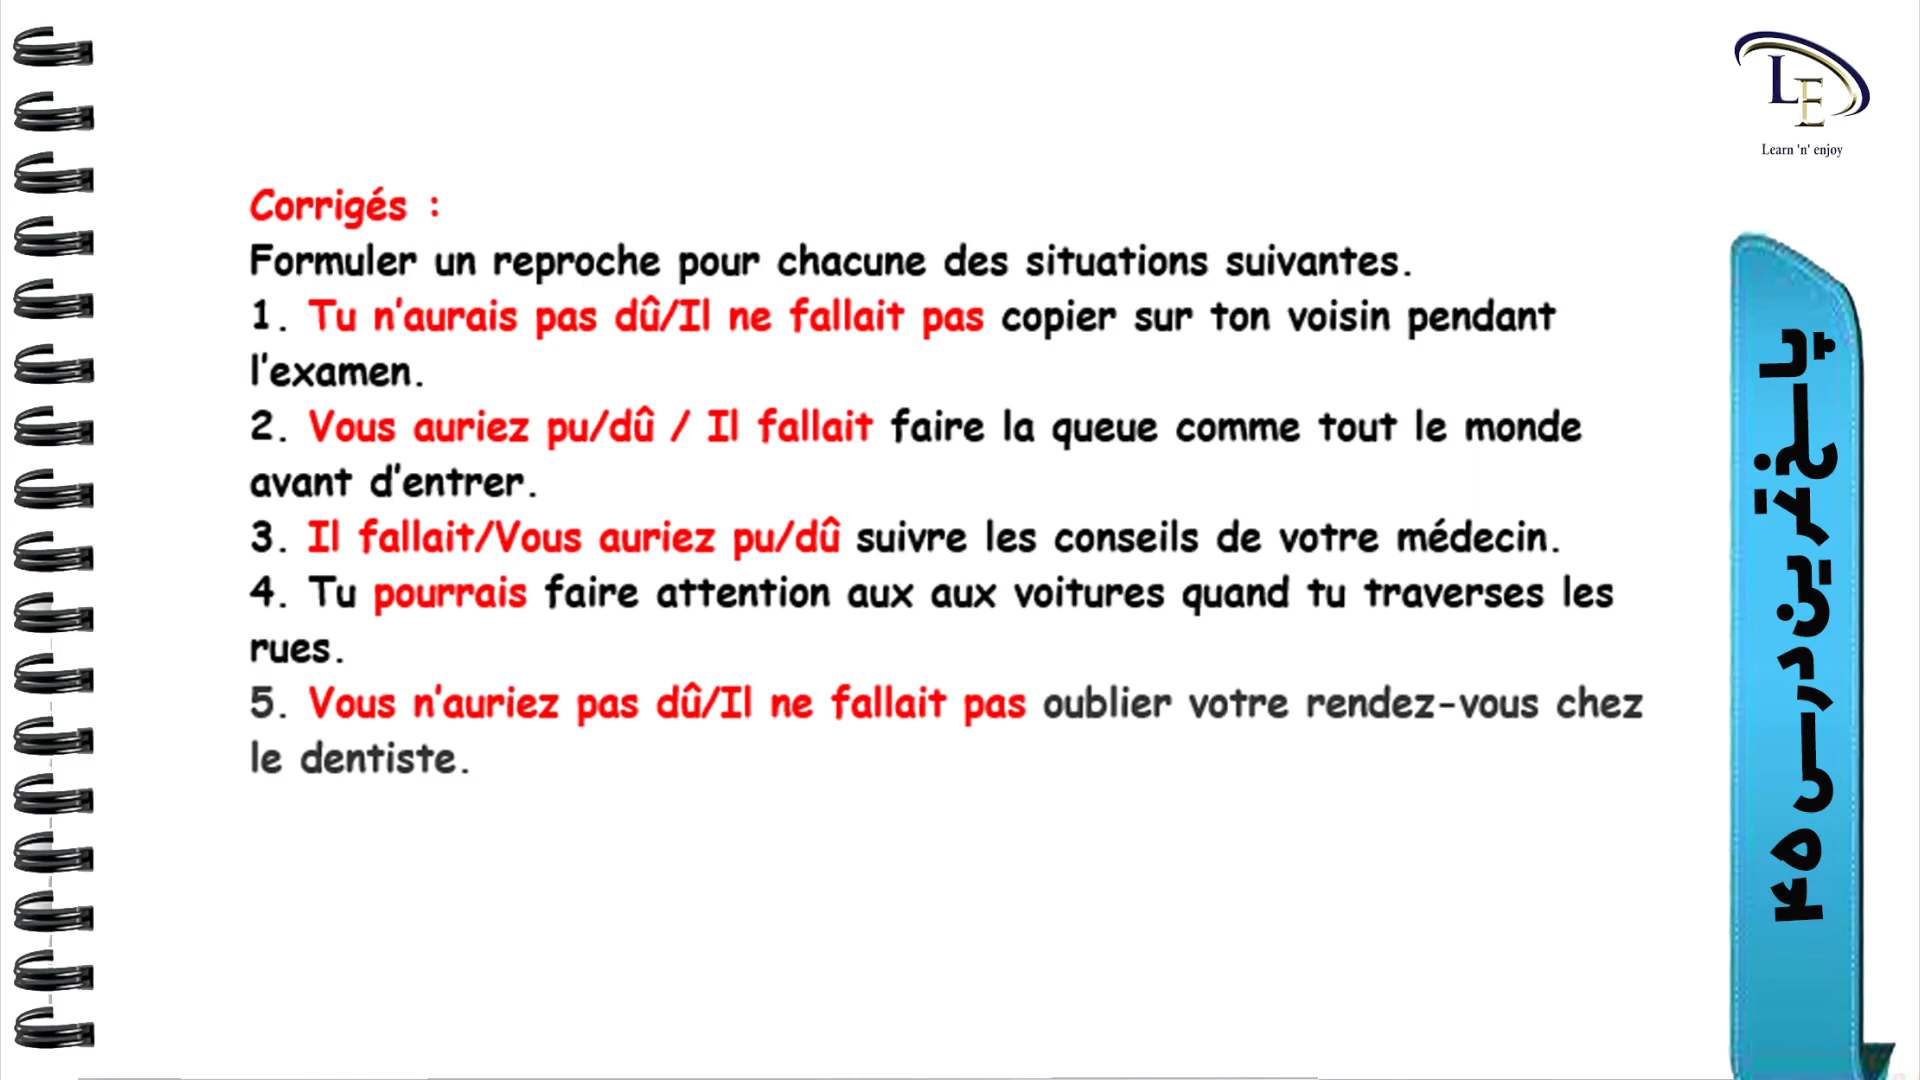 LE
Learn 'n' enjoy
Corrigés :
Formuler un reproche pour chacune des situations suivantes.
1. Tu n'aurais pas dû/Il ne fallait pas copier sur ton voisin pendant
l'examen.
2. Vous auriez pu/dû / Il fallait faire la queue comme tout le monde
avant d'entrer.
3. Il fallait/Vous auriez pu/dû suivre les conseils de votre médecin.
4. Tu pourrais faire attention aux aux voitures quand tu traverses les
rues.
5. Vous n'auriez pas dû/Il ne fallait pas oublier votre rendez-vous chez
le dentiste.
پاسخ تمرین درس ۴۵